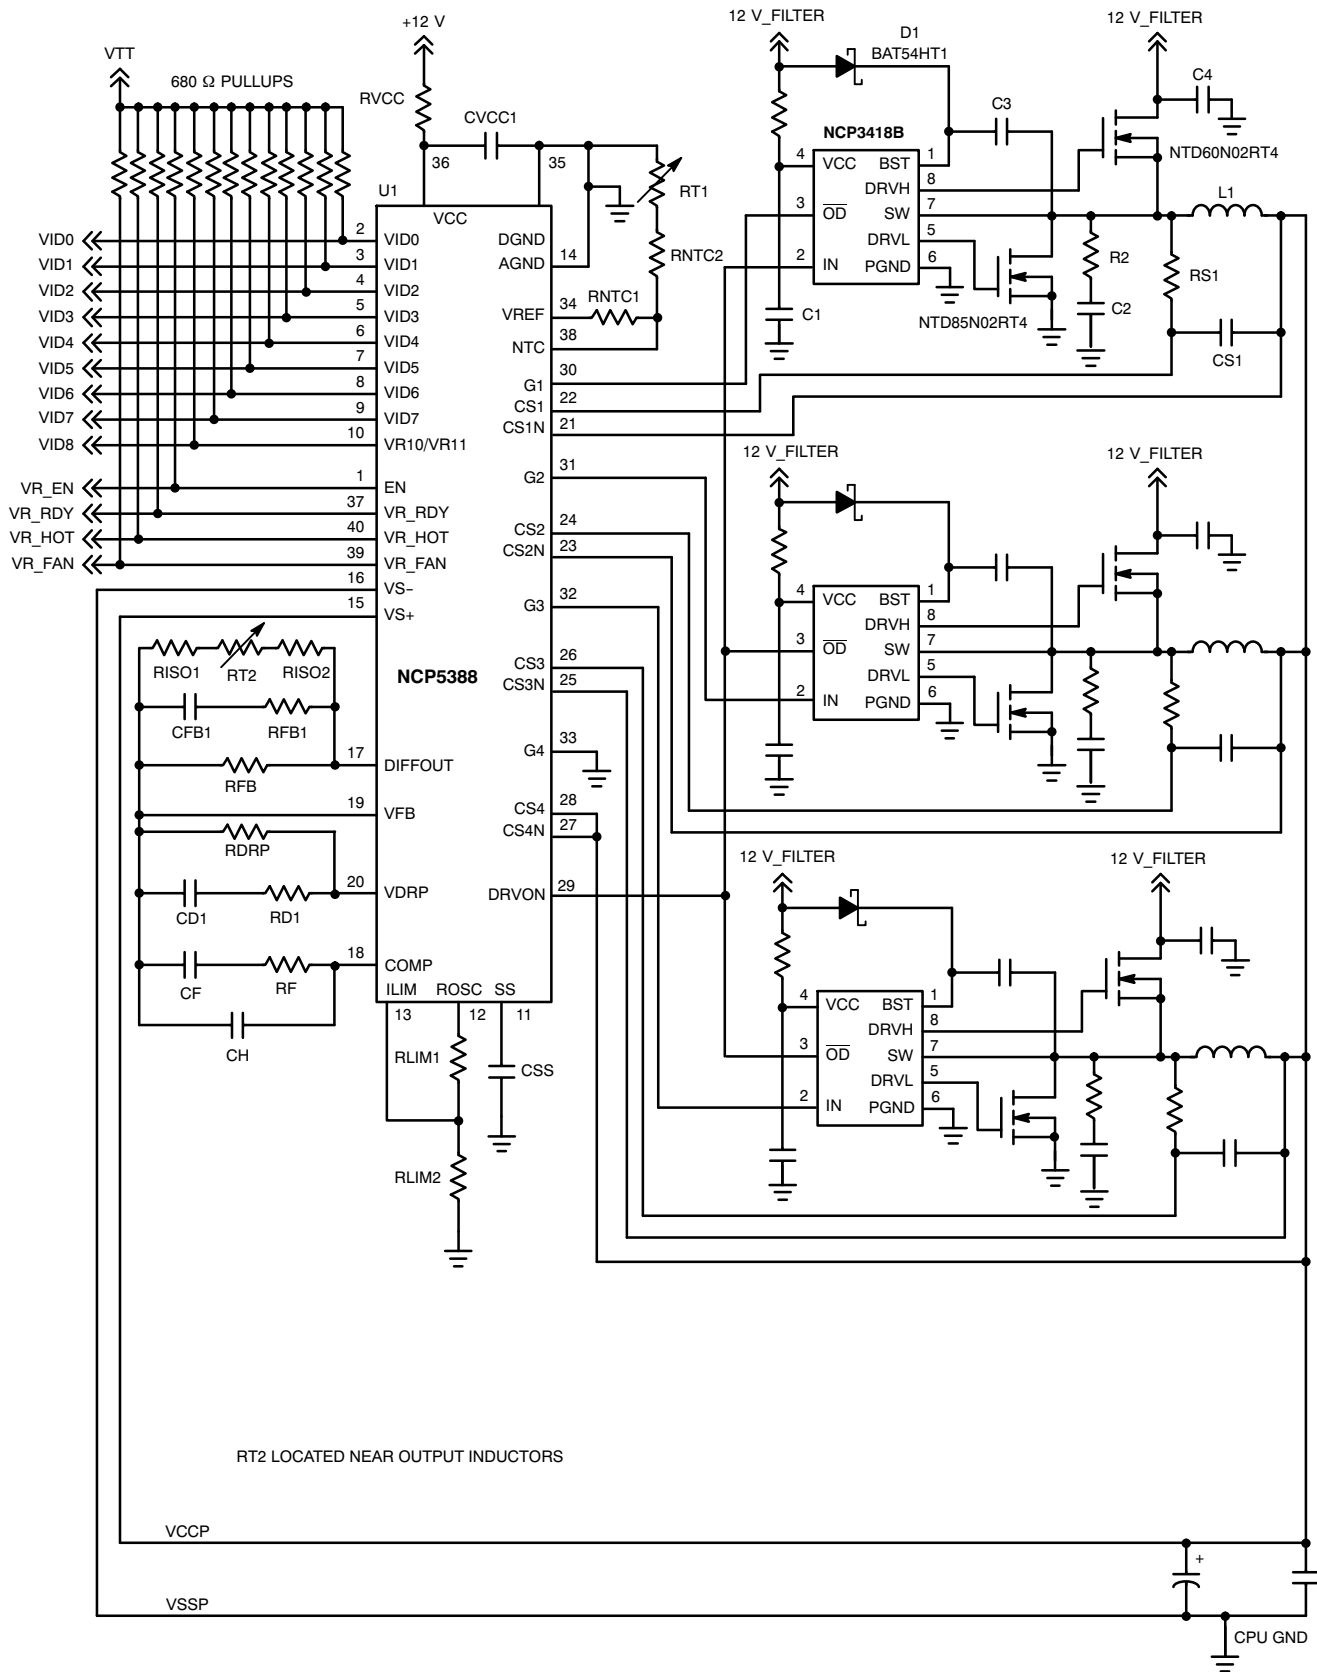 +12 V
VTT
680 Ω PULLUPS
RVCC
CVCC1
36
35
RT1
U1
VCC
VID0
2
VID0
DGND
VID1
3
VID1
AGND
14
RNTC2
VID2
4
VID2
VID3
5
VID3
VREF
34
RNTC1
VID4
6
VID4
NTC
38
VID5
7
VID5
G1
30
VID6
8
VID6
CS1
22
VID7
9
VID7
CS1N
21
VID8
10
VR10/VR11
G2
31
VR_EN
1
EN
VR_RDY
37
VR_RDY
CS2
24
VR_HOT
40
VR_HOT
CS2N
23
VR_FAN
39
VR_FAN
16
VS−
G3
32
15
VS+
RISO1
RT2
RISO2
NCP5388
CS3
26
CS3N
25
CFB1
RFB1
G4
33
17
DIFFOUT
RFB
19
VFB
CS4
28
CS4N
27
RDRP
20
VDRP
DRVON
29
CD1
RD1
18
COMP
CF
RF
ILIM
ROSC
SS
13
12
11
CH
RLIM1
CSS
RLIM2
12 V_FILTER
D1
BAT54HT1
12 V_FILTER
C4
C3
NCP3418B
4
VCC
BST
1
NTD60N02RT4
DRVH
8
3
OD
SW
7
L1
DRVL
5
2
IN
PGND
6
R2
RS1
C1
NTD85N02RT4
C2
CS1
12 V_FILTER
12 V_FILTER
4
VCC
BST
1
DRVH
8
3
OD
SW
7
DRVL
5
2
IN
PGND
6
12 V_FILTER
12 V_FILTER
4
VCC
BST
1
DRVH
8
3
OD
SW
7
DRVL
5
2
IN
PGND
6
RT2 LOCATED NEAR OUTPUT INDUCTORS
VCCP
+
VSSP
CPU GND